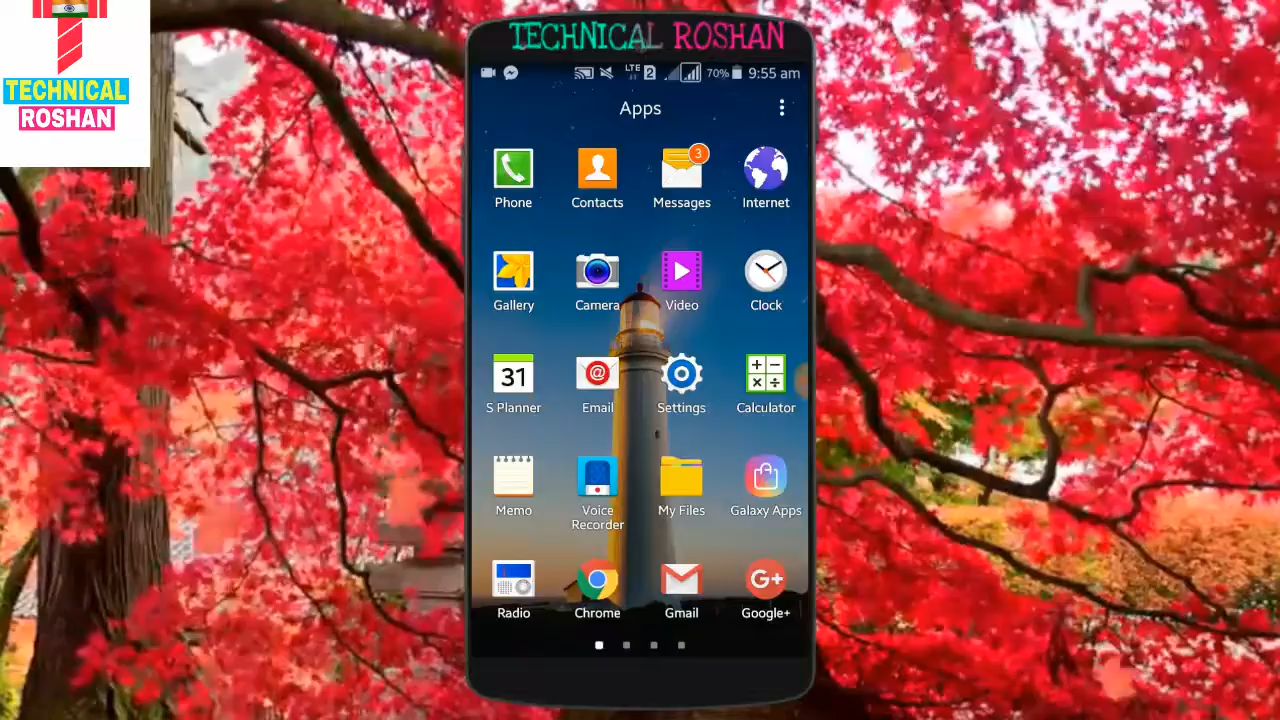 TECHNICAL
ROSHAN
TECHNICAL ROSHAN
LTE 2 70% 9:55 am
Apps
3
Phone Contacts Messages Internet
Gallery Camera Video Clock
31
@
S Planner Email Settings Calculator
Memo Voice Recorder My Files Galaxy Apps
G+
Radio Chrome Gmail Google+